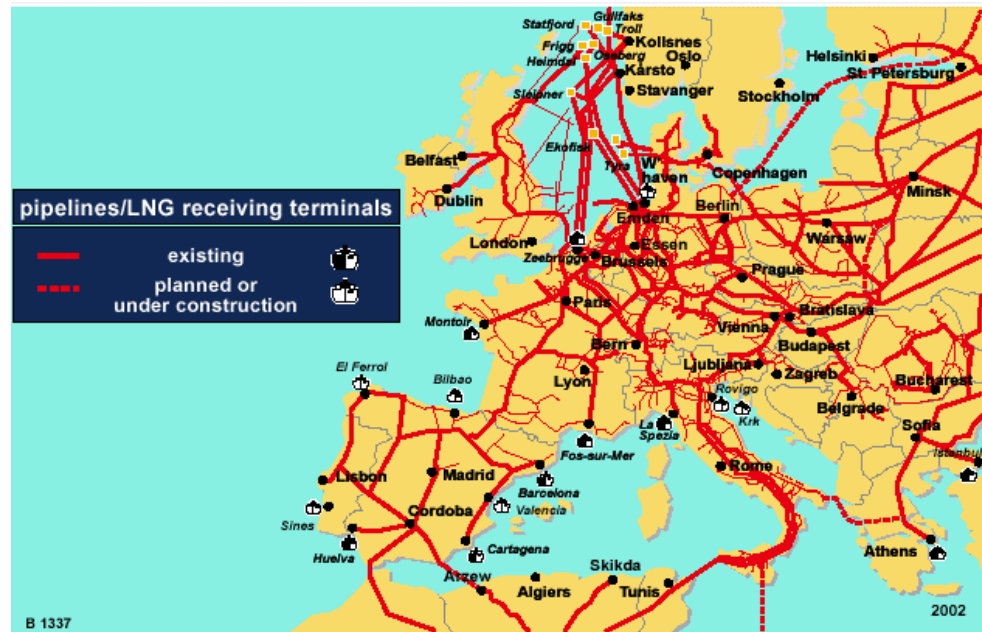 Statfjord
Gullfaks
Troll
Frigg
Oseberg
Heimdal
Kollsnes
Oslo
Karsto
Stavanger
Sleipner
Helsinki
St. Petersburg
Stockholm
Ekofisk
Tyra
W'
haven
Copenhagen
Belfast
Dublin
Minsk
pipelines/LNG receiving terminals
existing
planned or
under construction
Emden
Berlin
Warsaw
London
Zeebrugge
Essen
Brussels
Prague
Paris
Montoir
Bratislava
Vienna
Budapest
Bern
Ljubljana
Zagreb
Lyon
El Ferrol
Bilbao
Rovigo
Krk
Belgrade
Bucharest
La
Spezia
Sofia
Istanbul
Fos-sur-Mer
Rome
Lisbon
Madrid
Barcelona
Valencia
Sines
Cordoba
Huelva
Cartagena
Athens
Arzew
Algiers
Skikda
Tunis
B 1337
2002